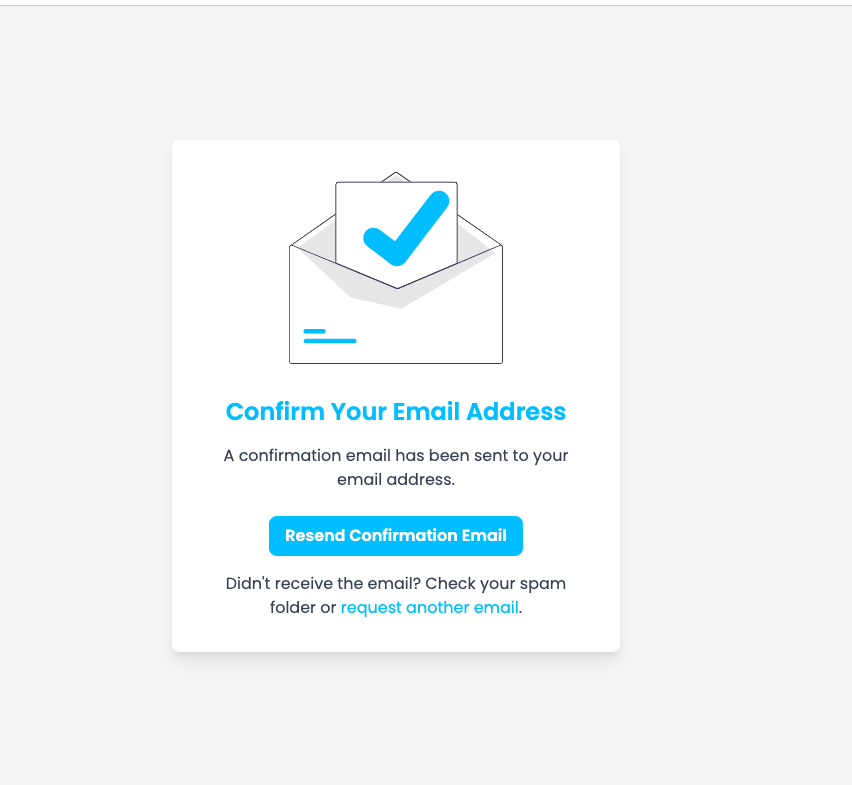 Confirm Your Email Address
A confirmation email has been sent to your
email address.
Resend Confirmation Email
Didn't receive the email? Check your spam
folder or request another email.